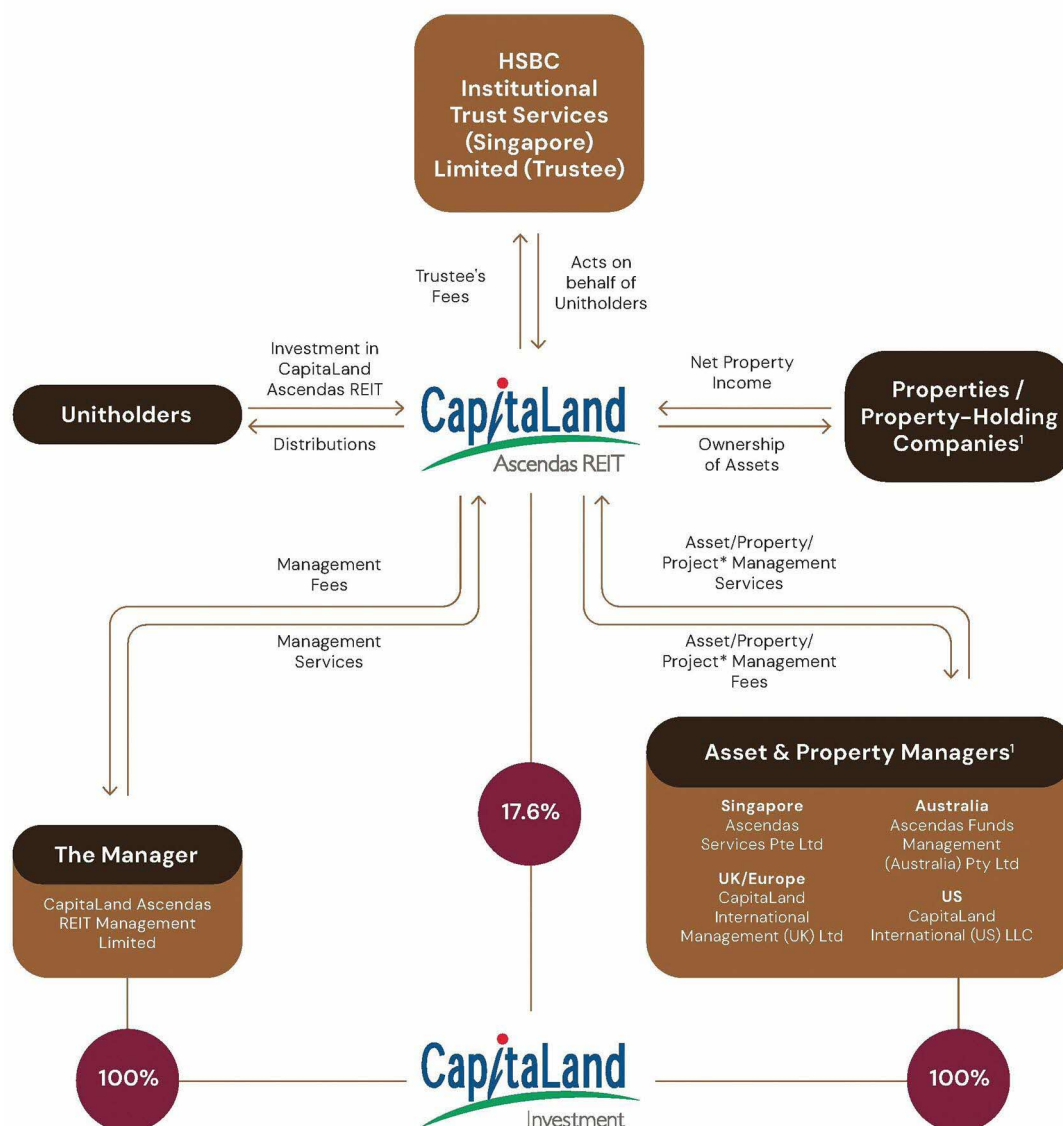 HSBC
Institutional
Trust Services
(Singapore)
Limited (Trustee)
Trustee's
Fees
Acts on
behalf of
Unitholders
Investment in
CapitaLand
Ascendas REIT
Unitholders
Distributions
CapitaLand
Ascendas REIT
Net Property
Income
Ownership
of Assets
Properties /
Property-Holding
Companies¹
Management
Fees
Management
Services
Asset/Property/
Project* Management
Services
Asset/Property/
Project* Management
Fees
17.6%
The Manager
CapitaLand Ascendas
REIT Management
Limited
Asset & Property Managers¹
Singapore
Ascendas
Services Pte Ltd
Australia
Ascendas Funds
Management
(Australia) Pty Ltd
UK/Europe
CapitaLand
International
Management (UK) Ltd
US
CapitaLand
International (US) LLC
100%
CapitaLand
Investment
100%